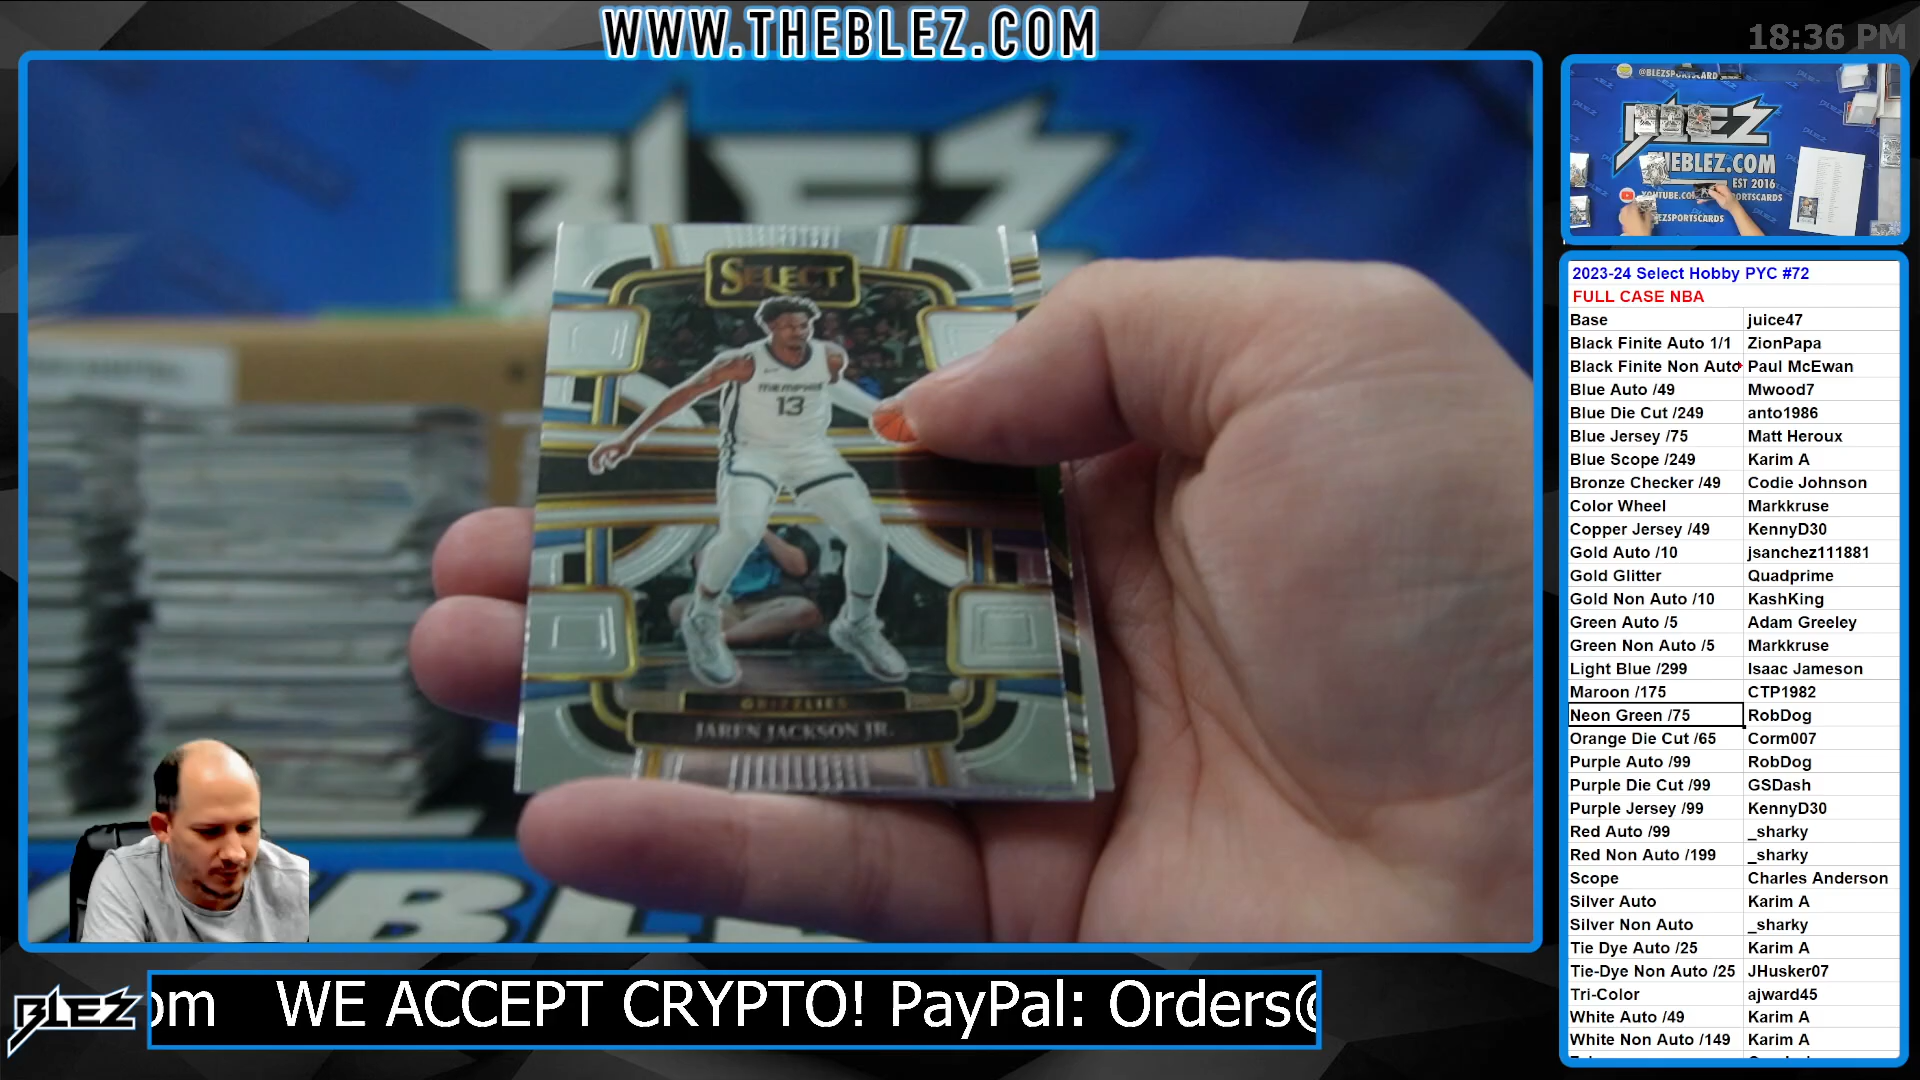 WWW.THEBLEZ.COM
18:36 PM
BLEZ
SELECT
MEMPHIS
13
GRIZZLIES
JAREN JACKSON JR.
@BLEZSPORTSCARD
BLEZ
THEBLEZ.COM
EST 2016
2023-24 Select Hobby PYC #72
FULL CASE NBA
Base juice47
Black Finite Auto 1/1 ZionPapa
Black Finite Non Auto Paul McEwan
Blue Auto /49 Mwood7
Blue Die Cut /249 anto1986
Blue Jersey /75 Matt Heroux
Blue Scope /249 Karim A
Bronze Checker /49 Codie Johnson
Color Wheel Markkruse
Copper Jersey /49 KennyD30
Gold Auto /10 jsanchez111881
Gold Glitter Quadprime
Gold Non Auto /10 KashKing
Green Auto /5 Adam Greeley
Green Non Auto /5 Markkruse
Light Blue /299 Isaac Jameson
Maroon /175 CTP1982
Neon Green /75 RobDog
Orange Die Cut /65 Corm007
Purple Auto /99 RobDog
Purple Die Cut /99 GSDash
Purple Jersey /99 KennyD30
Red Auto /99 _sharky
Red Non Auto /199 _sharky
Scope Charles Anderson
Silver Auto Karim A
Silver Non Auto _sharky
Tie Dye Auto /25 Karim A
Tie-Dye Non Auto /25 JHusker07
Tri-Color ajward45
White Auto /49 Karim A
White Non Auto /149 Karim A
BLEZ
om WE ACCEPT CRYPTO! PayPal: Orders@